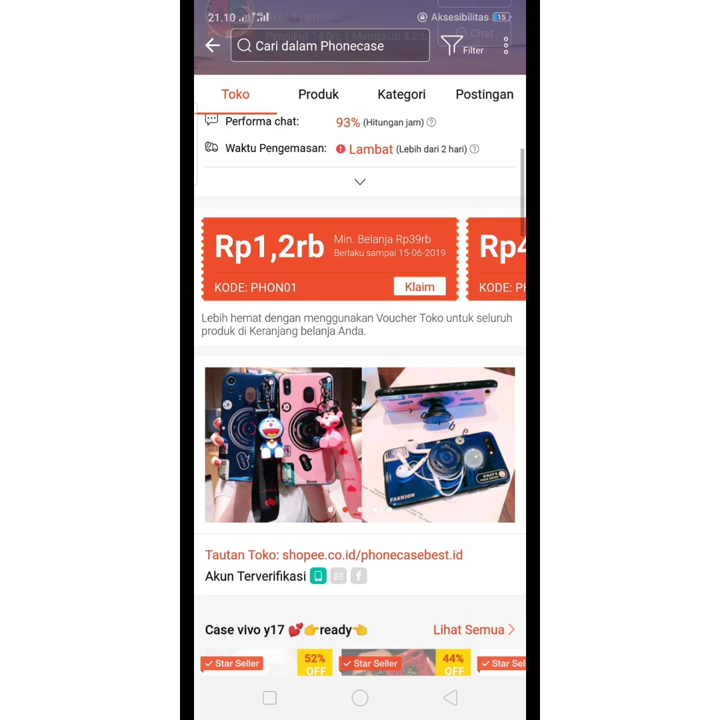 21.10
Aksesibilitas 15
Chat
Cari dalam Phonecase
Filter
Toko
Produk
Kategori
Postingan
Performa chat: 93% (Hitungan jam)
Waktu Pengemasan: Lambat (Lebih dari 2 hari)
Rp1,2rb
Min. Belanja Rp39rb
Berlaku sampai 15-06-2019
KODE: PHON01
Klaim
Rp4
KODE: PH
Lebih hemat dengan menggunakan Voucher Toko untuk seluruh
produk di Keranjang belanja Anda.
FASHION
Tautan Toko: shopee.co.id/phonecasebest.id
Akun Terverifikasi
Case vivo y17 💕👉ready👈
Lihat Semua >
Star Seller
52%
OFF
Star Seller
44%
OFF
Star Sel